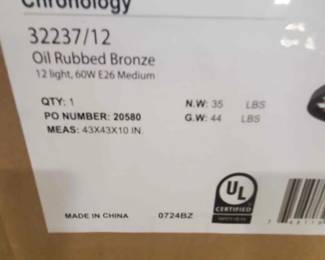 Chronology
32237/12
Oil Rubbed Bronze
12 light, 60W E26 Medium
QTY: 1 N.W: 35 LBS
PO NUMBER: 20580 G.W: 44 LBS
MEAS: 43X43X10 IN.
UL
CERTIFIED
MADE IN CHINA 0724BZ